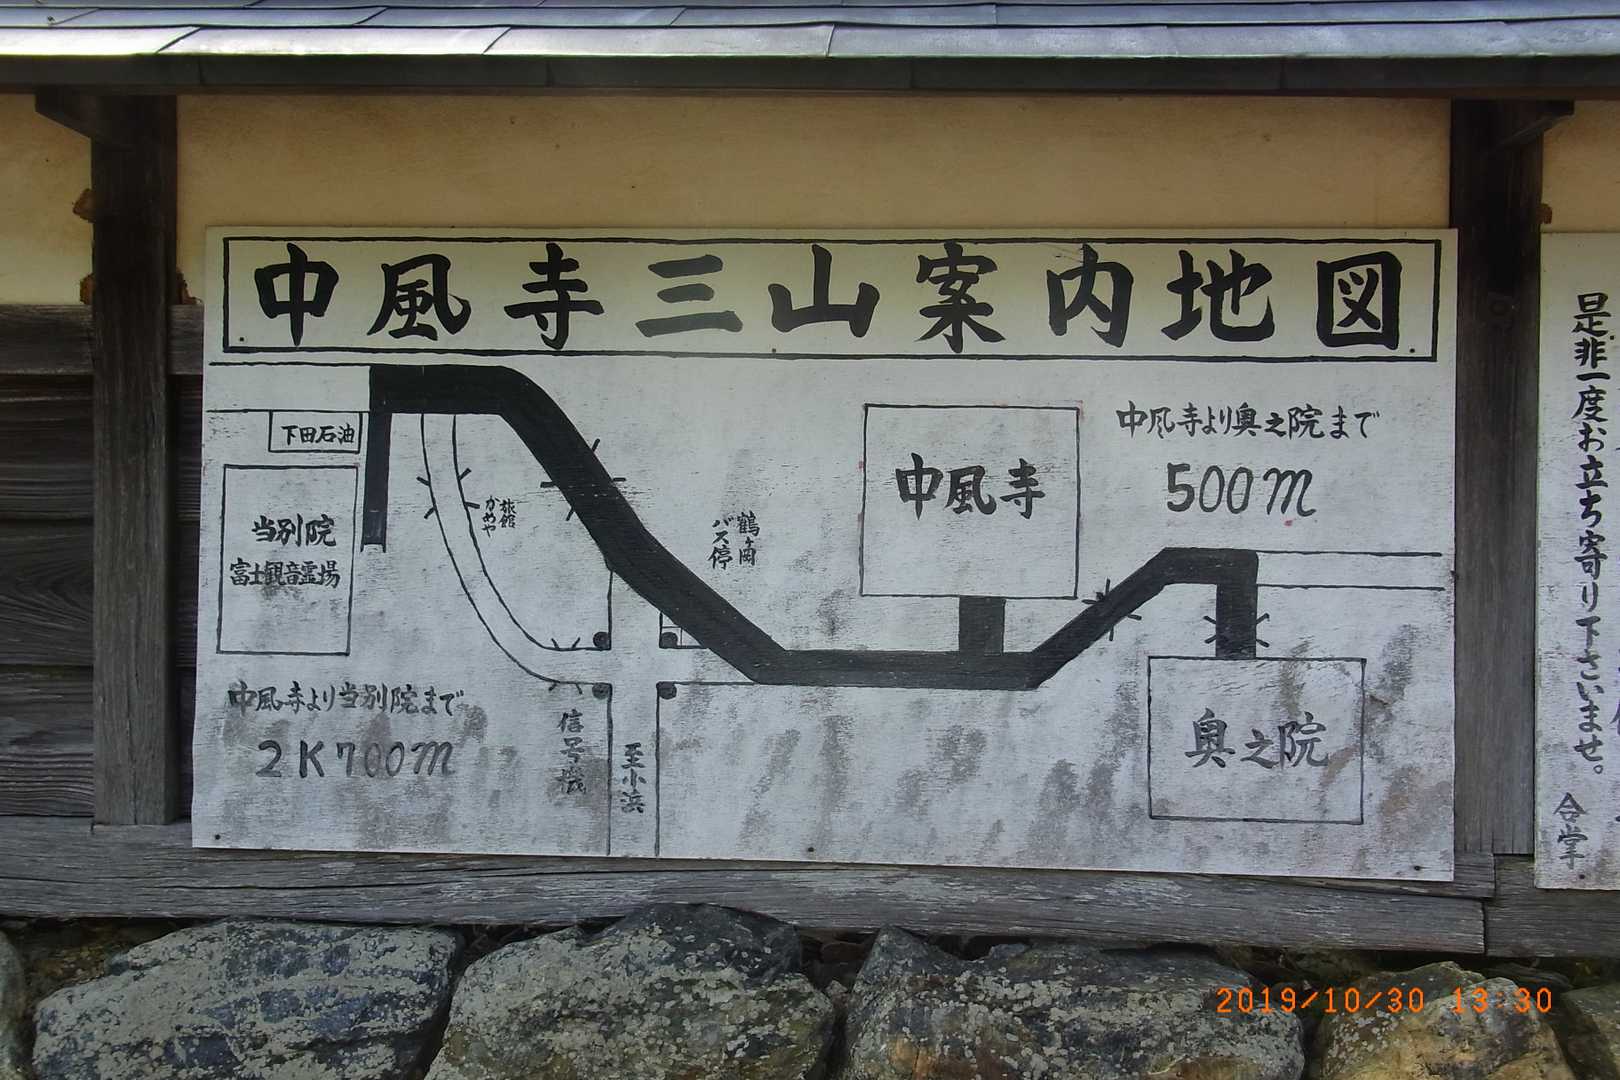 中風寺三山案内地図
下田石油
当別院
富士観音霊場
旅館
かめや
鶴ヶ岡
バス停
中風寺
中風寺より奥之院まで
500m
中風寺より当別院まで
2K700m
信号機
至小浜
奥之院
是非一度お立ち寄り下さいませ。
合掌
2019/10/30 13:30